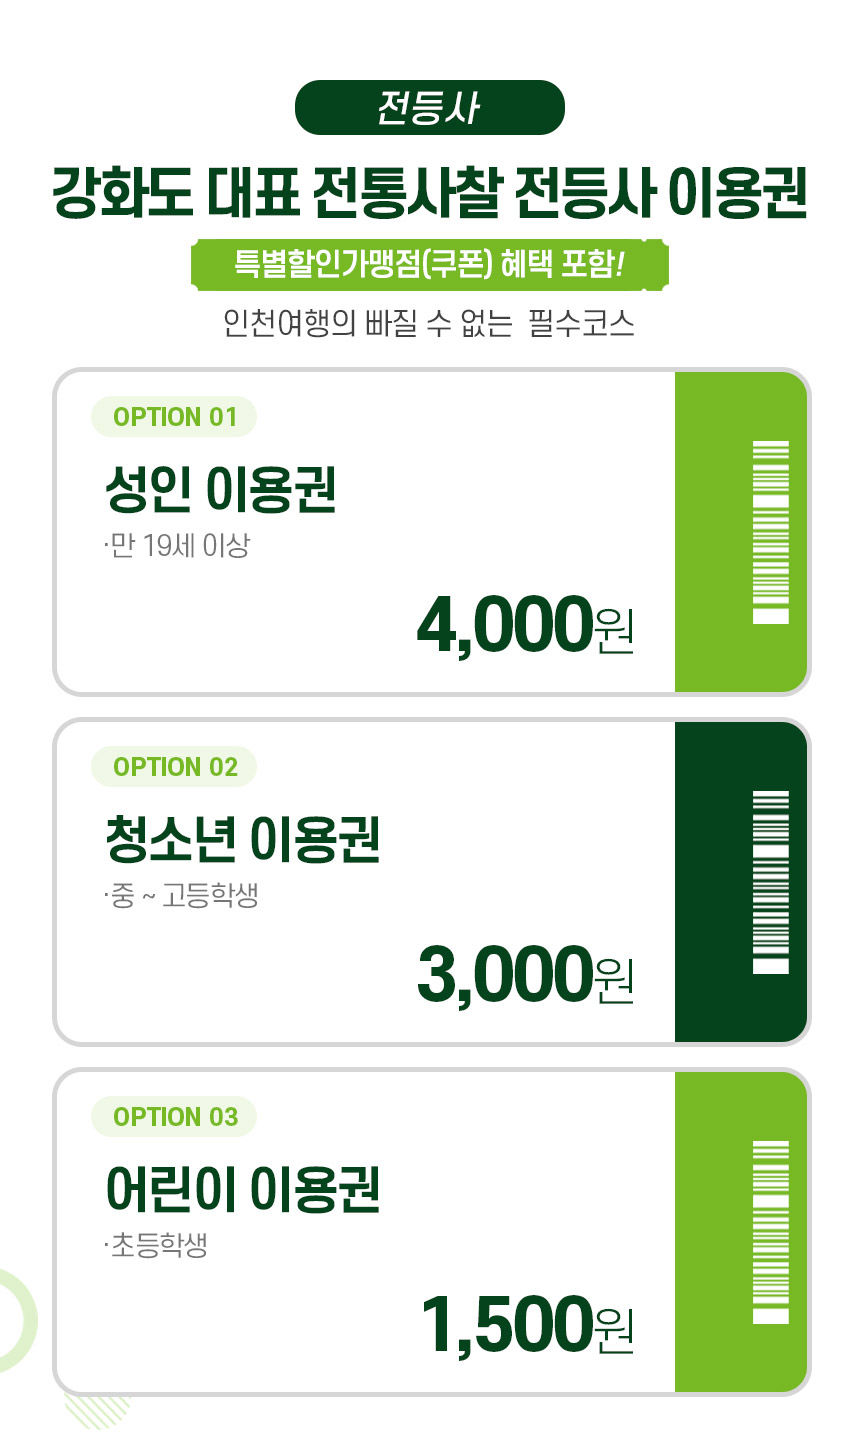 전등사
강화도 대표 전통사찰 전등사 이용권
특별할인가맹점(쿠폰) 혜택 포함!
인천여행의 빠질 수 없는 필수코스
OPTION 01
성인 이용권
·만 19세 이상
4,000원
OPTION 02
청소년 이용권
·중 ~ 고등학생
3,000원
OPTION 03
어린이 이용권
·초등학생
1,500원